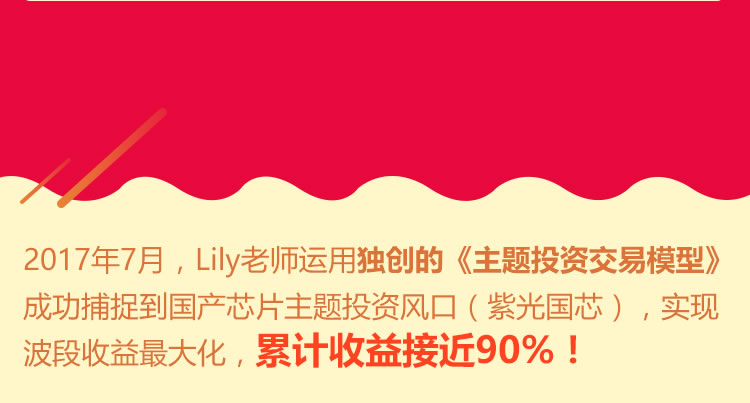 2017年7月，Lily老师运用独创的《主题投资交易模型》
成功捕捉到国产芯片主题投资风口（紫光国芯），实现
波段收益最大化，累计收益接近90%！